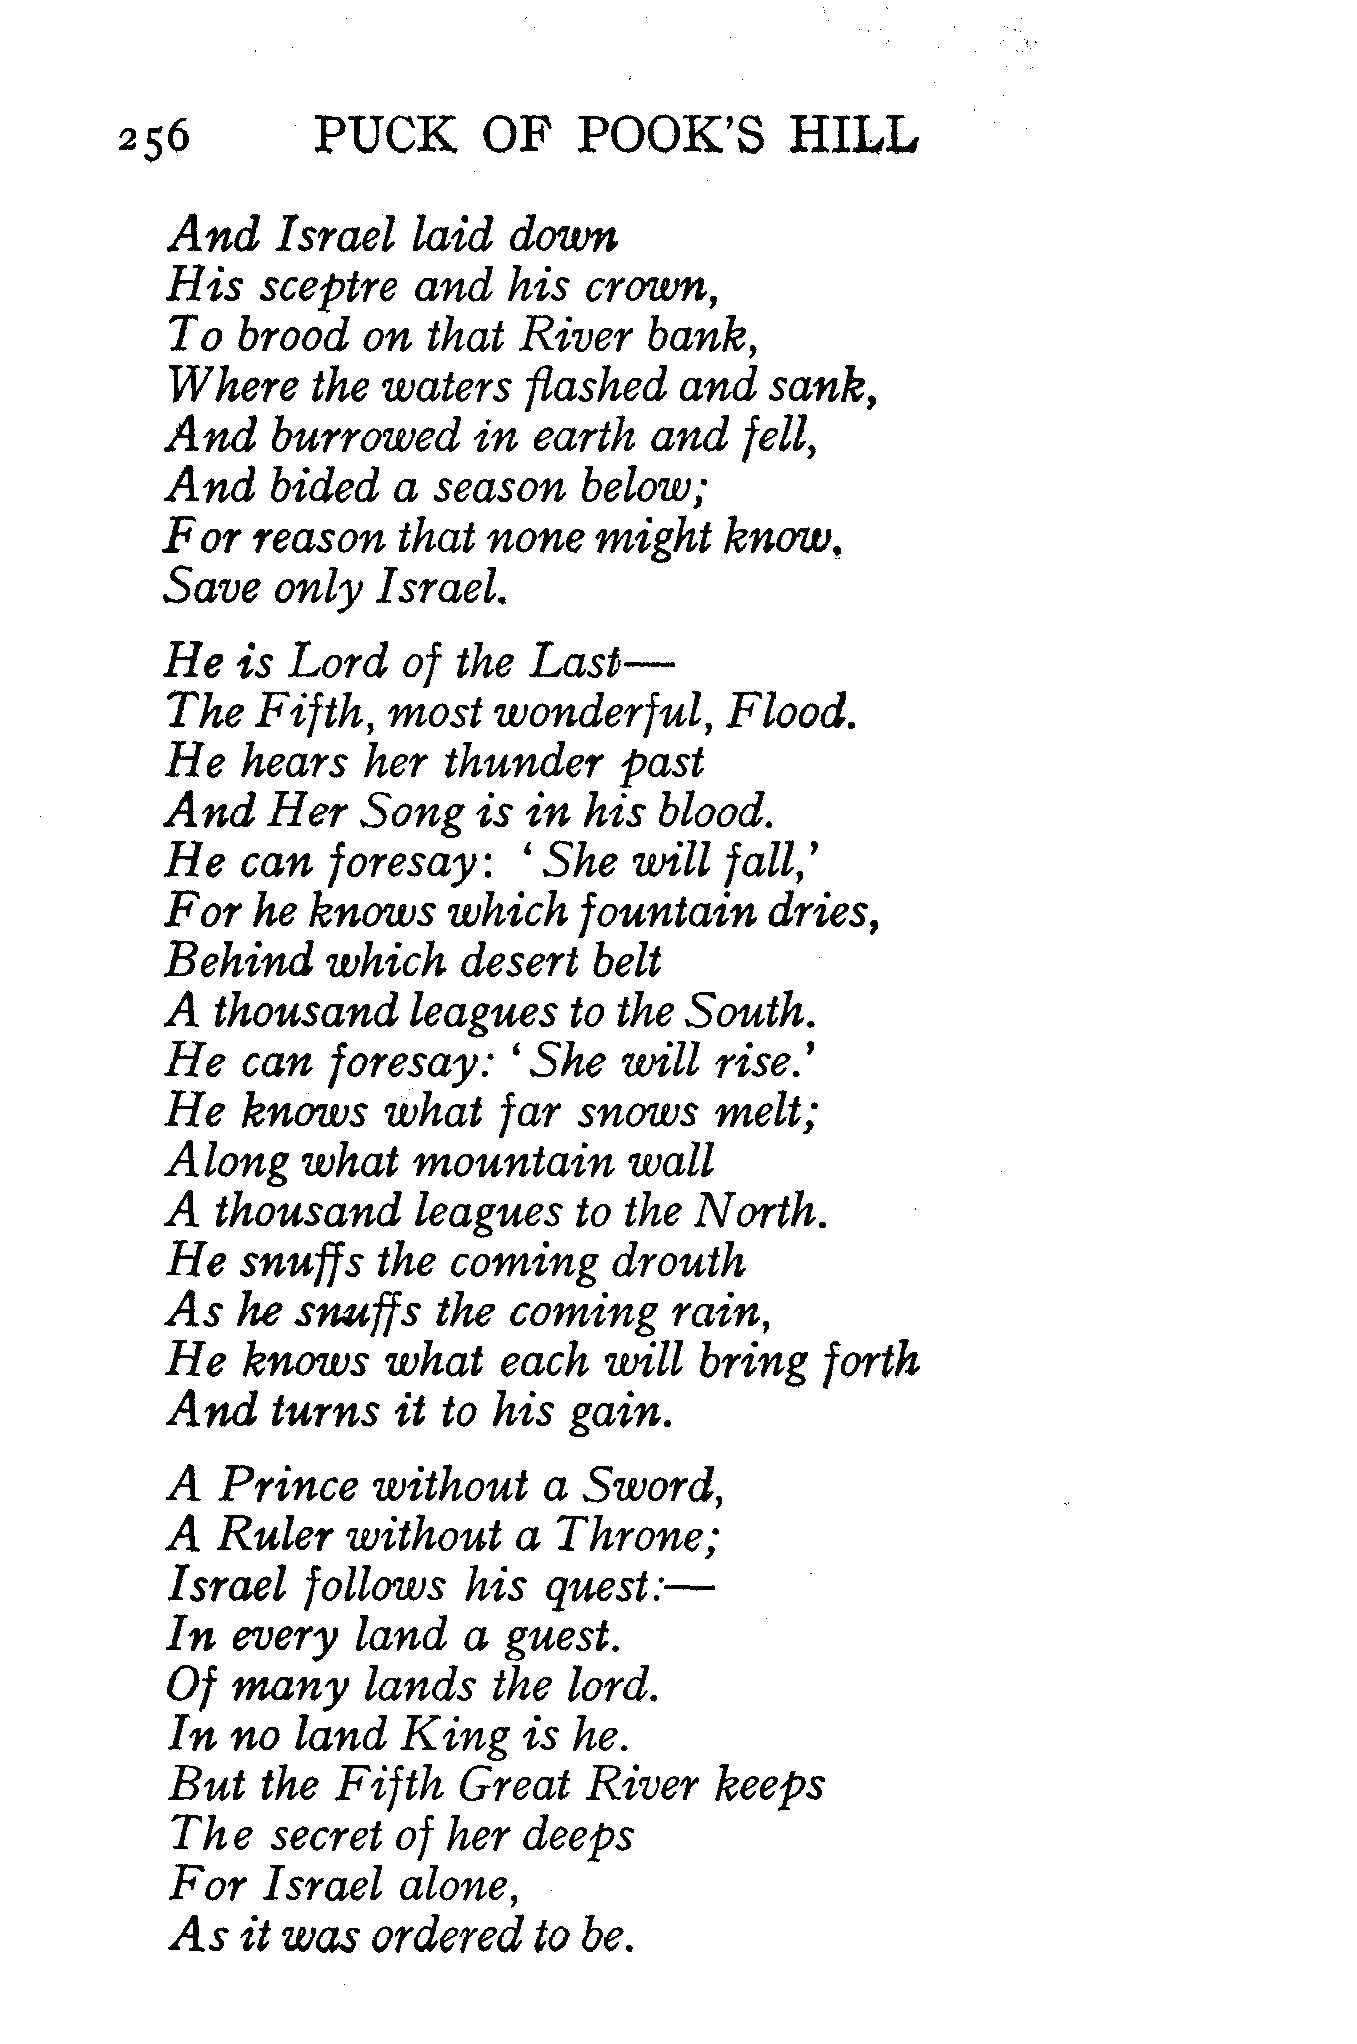 256 PUCK OF POOK'S HILL
And Israel laid down
His sceptre and his crown,
To brood on that River bank,
Where the waters flashed and sank,
And burrowed in earth and fell,
And bided a season below;
For reason that none might know,
Save only Israel.
He is Lord of the Last—
The Fifth, most wonderful, Flood.
He hears her thunder past
And Her Song is in his blood.
He can foresay: ‘ She will fall,’
For he knows which fountain dries,
Behind which desert belt
A thousand leagues to the South.
He can foresay: ‘ She will rise.’
He knows what far snows melt;
Along what mountain wall
A thousand leagues to the North.
He snuffs the coming drouth
As he snuffs the coming rain,
He knows what each will bring forth
And turns it to his gain.
A Prince without a Sword,
A Ruler without a Throne;
Israel follows his quest:—
In every land a guest.
Of many lands the lord.
In no land King is he.
But the Fifth Great River keeps
The secret of her deeps
For Israel alone,
As it was ordered to be.